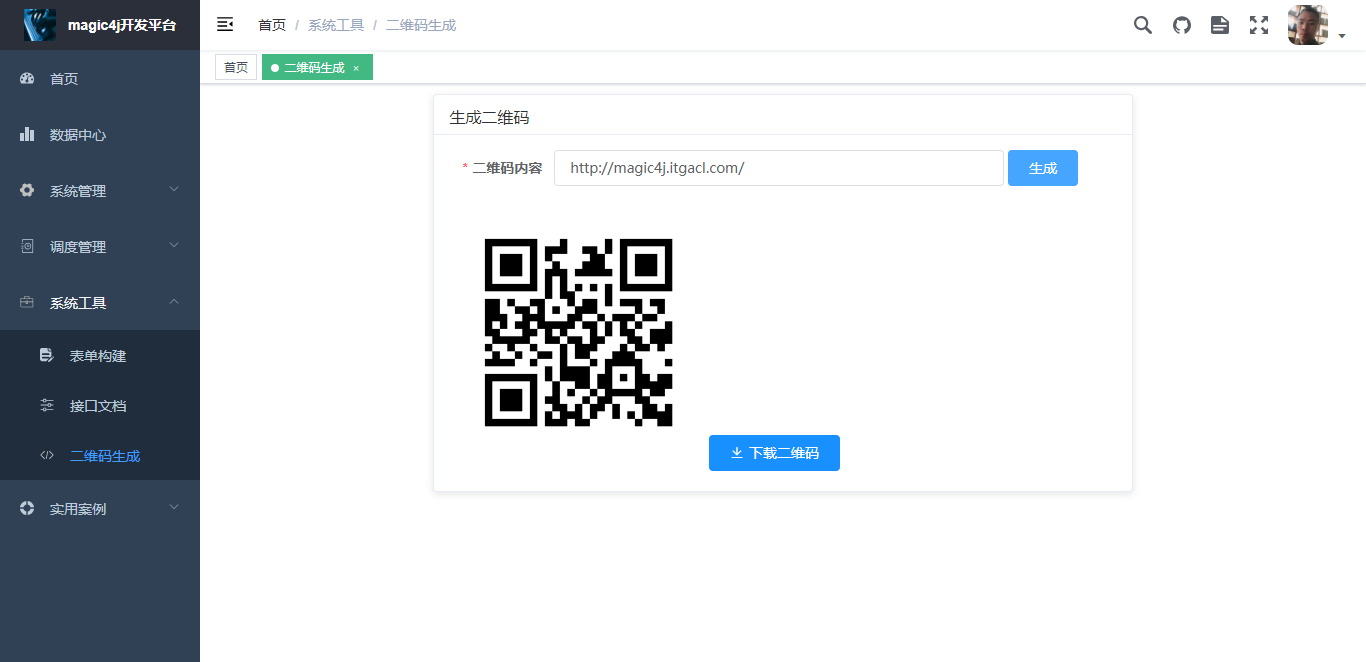 magic4j开发平台
首页
数据中心
系统管理
调度管理
系统工具
表单构建
接口文档
二维码生成
实用案例
首页 / 系统工具 / 二维码生成
首页
二维码生成 ×
生成二维码
* 二维码内容 http://magic4j.itgacl.com/ 生成
下载二维码